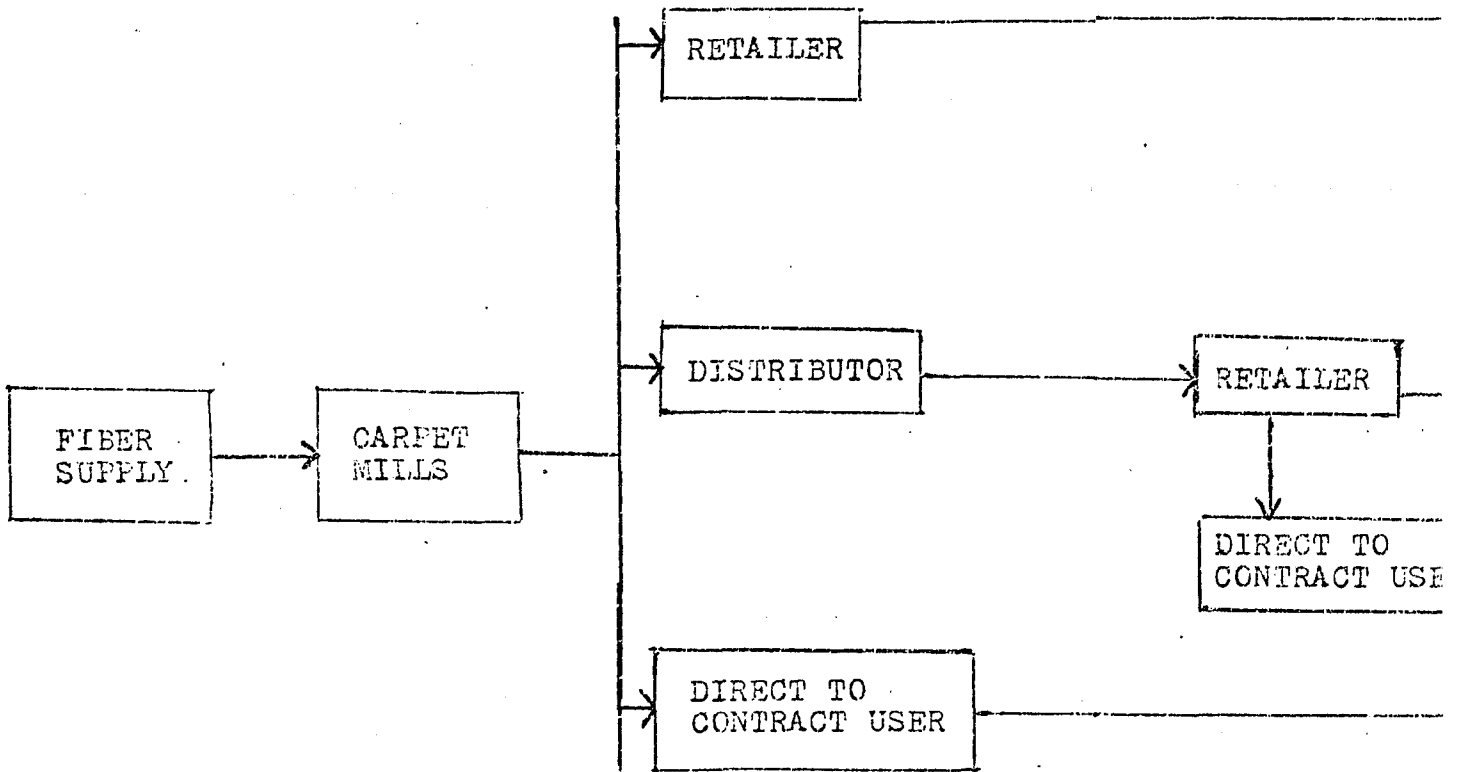 RETAILER
DISTRIBUTOR
RETAILER
FIBER
SUPPLY
CARPET
MILLS
DIRECT TO
CONTRACT USE
DIRECT TO
CONTRACT USER